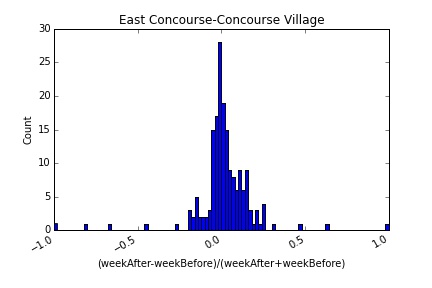 East Concourse-Concourse Village
30
25
20
15
10
5
0
Count
−1.0 −0.5 0.0 0.5 1.0
(weekAfter-weekBefore)/(weekAfter+weekBefore)